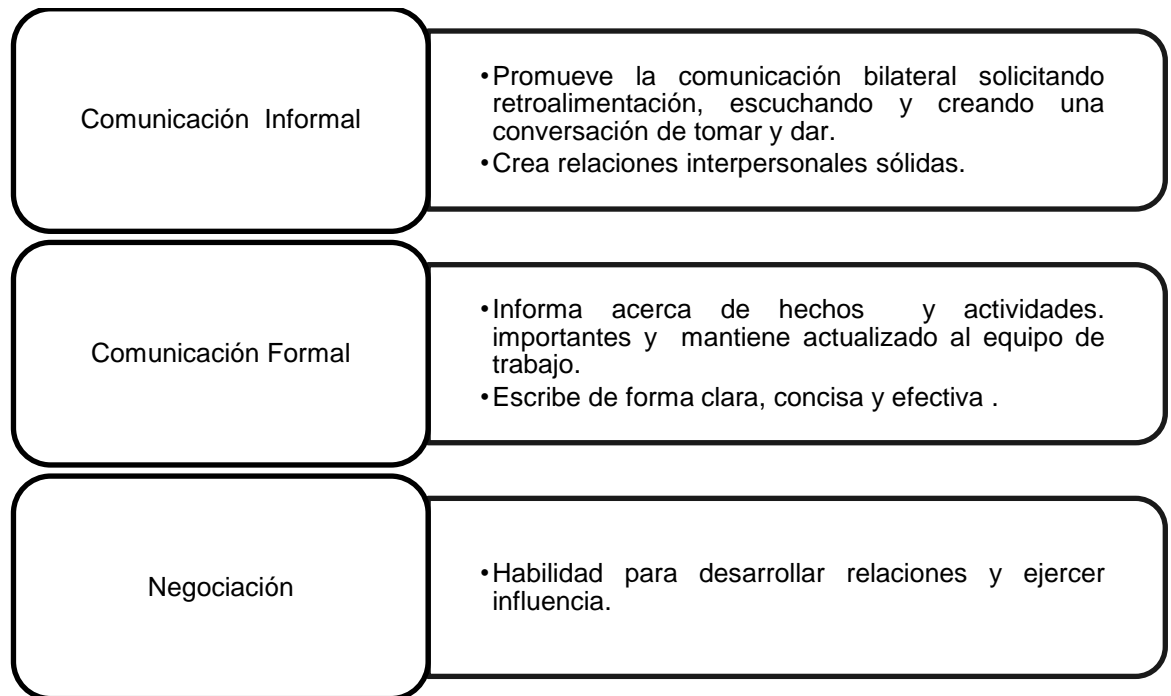 Comunicación Informal
•Promueve la comunicación bilateral solicitando
retroalimentación, escuchando y creando una
conversación de tomar y dar.
•Crea relaciones interpersonales sólidas.
Comunicación Formal
•Informa acerca de hechos y actividades.
importantes y mantiene actualizado al equipo de
trabajo.
•Escribe de forma clara, concisa y efectiva .
Negociación
•Habilidad para desarrollar relaciones y ejercer
influencia.